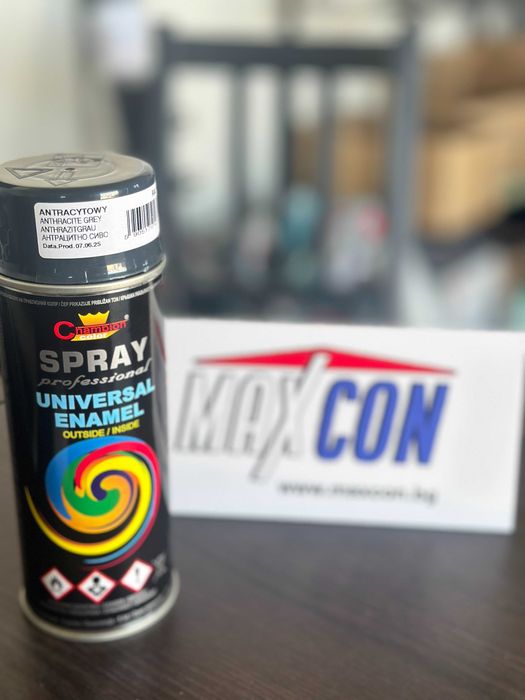 ANTRACYTOWY
ANTHRACITE GREY
ANTHRAZITGRAU
АНТРАЦИТНО СИВО
Data.Prod. 07.06.25
Champion
COLOR
SPRAY
professional
UNIVERSAL
ENAMEL
OUTSIDE / INSIDE
MAXCON
www.maxcon.bg